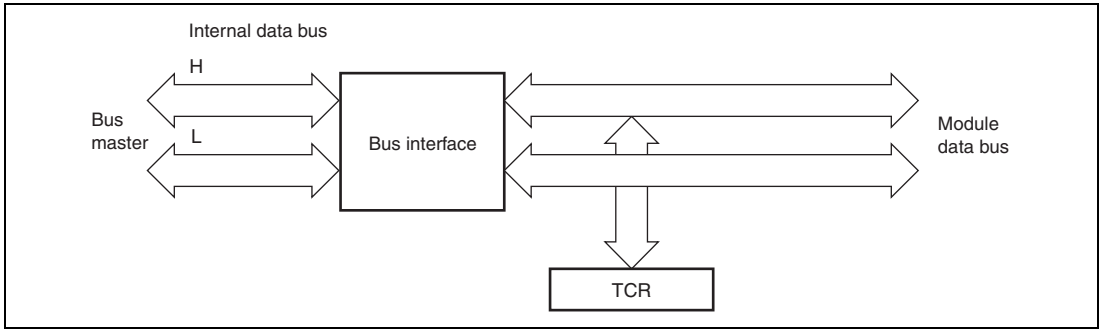 Internal data bus
H
Bus
master
L
Bus interface
Module
data bus
TCR